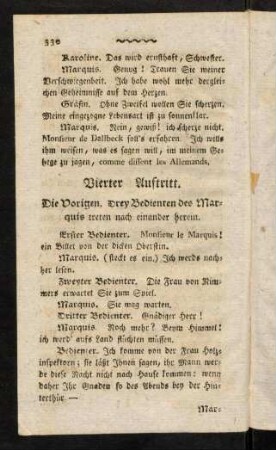 330
Karoline. Das wird ernsthaft, Schwester.
Marquis. Genug! Trauen Sie meiner
Verschwiegenheit. Ich habe wohl mehr dergleich
chen Geheimnisse auf dem Herzen.
Gräfin. Ohne Zweifel wollen Sie scherzen.
Meine eingezogne Lebensart ist zu sonnenklar.
Marquis. Nein, gewiß! ich scherze nicht.
Monsieur de Dallbeck soll's erfahren. Ich will
ihm weisen, was es sagen will, in meinem Ge-
hege zu jagen, comme disent les Allemands.
Vierter Auftritt.
Die Vorigen. Drey Bedienten des Mar-
quis treten nach einander herein.
Erster Bedienter. Monsieur le Marquis!
ein Billet von der dicken Oberstin.
Marquis. (steckt es ein.) Ich werds nach-
her lesen.
Zweyter Bedienter. Die Frau von Nim-
mers erwartet Sie zum Spiel.
Marquis. Sie mag warten.
Dritter Bedienter. Gnädiger Herr!
Marquis. Noch mehr? Beym Himmel!
ich werd' aufs Land flüchten müssen.
Bedienter. Ich komme von der Frau Holz-
inspektorn; sie läßt Ihnen sagen, ihr Mann wer-
de diese Nacht nicht nach Hause kommen: wenn
daher Ihr Gnaden so des Abends bey der Hin-
terthür —
Mar-